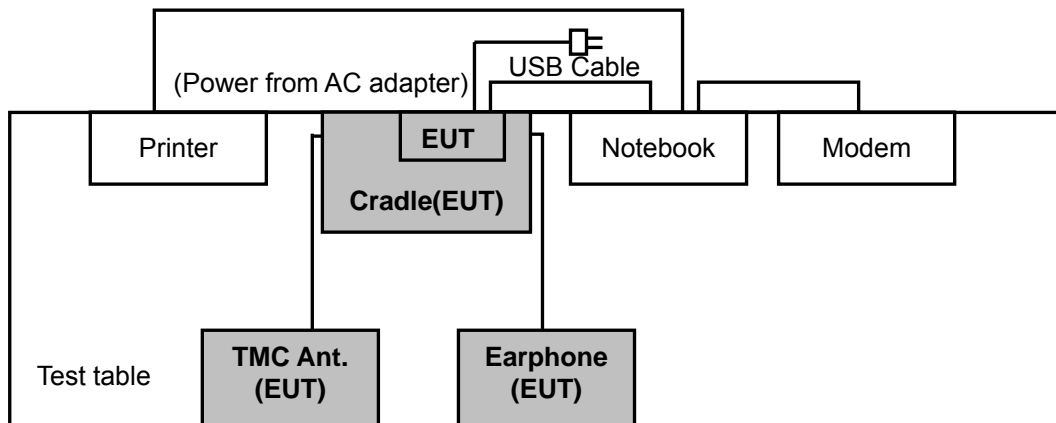 USB Cable
(Power from AC adapter)
Printer
EUT
Notebook
Modem
Cradle(EUT)
TMC Ant.
(EUT)
Earphone
(EUT)
Test table